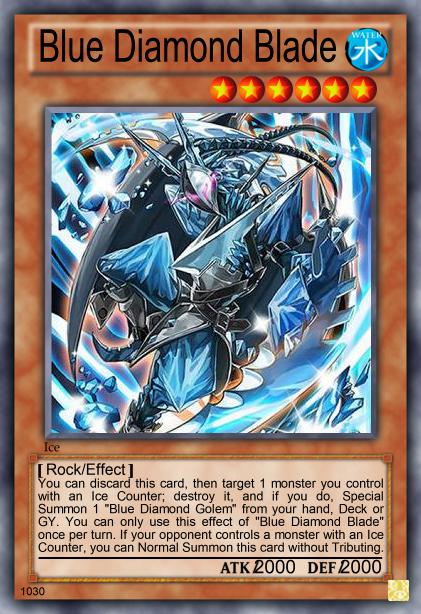 Blue Diamond Blade
WATER
水
Ice
[ Rock/Effect ]
You can discard this card, then target 1 monster you control
with an Ice Counter; destroy it, and if you do, Special
Summon 1 "Blue Diamond Golem" from your hand, Deck or
GY. You can only use this effect of "Blue Diamond Blade"
once per turn. If your opponent controls a monster with an Ice
Counter, you can Normal Summon this card without Tributing.
ATK 2000 DEF 2000
1030